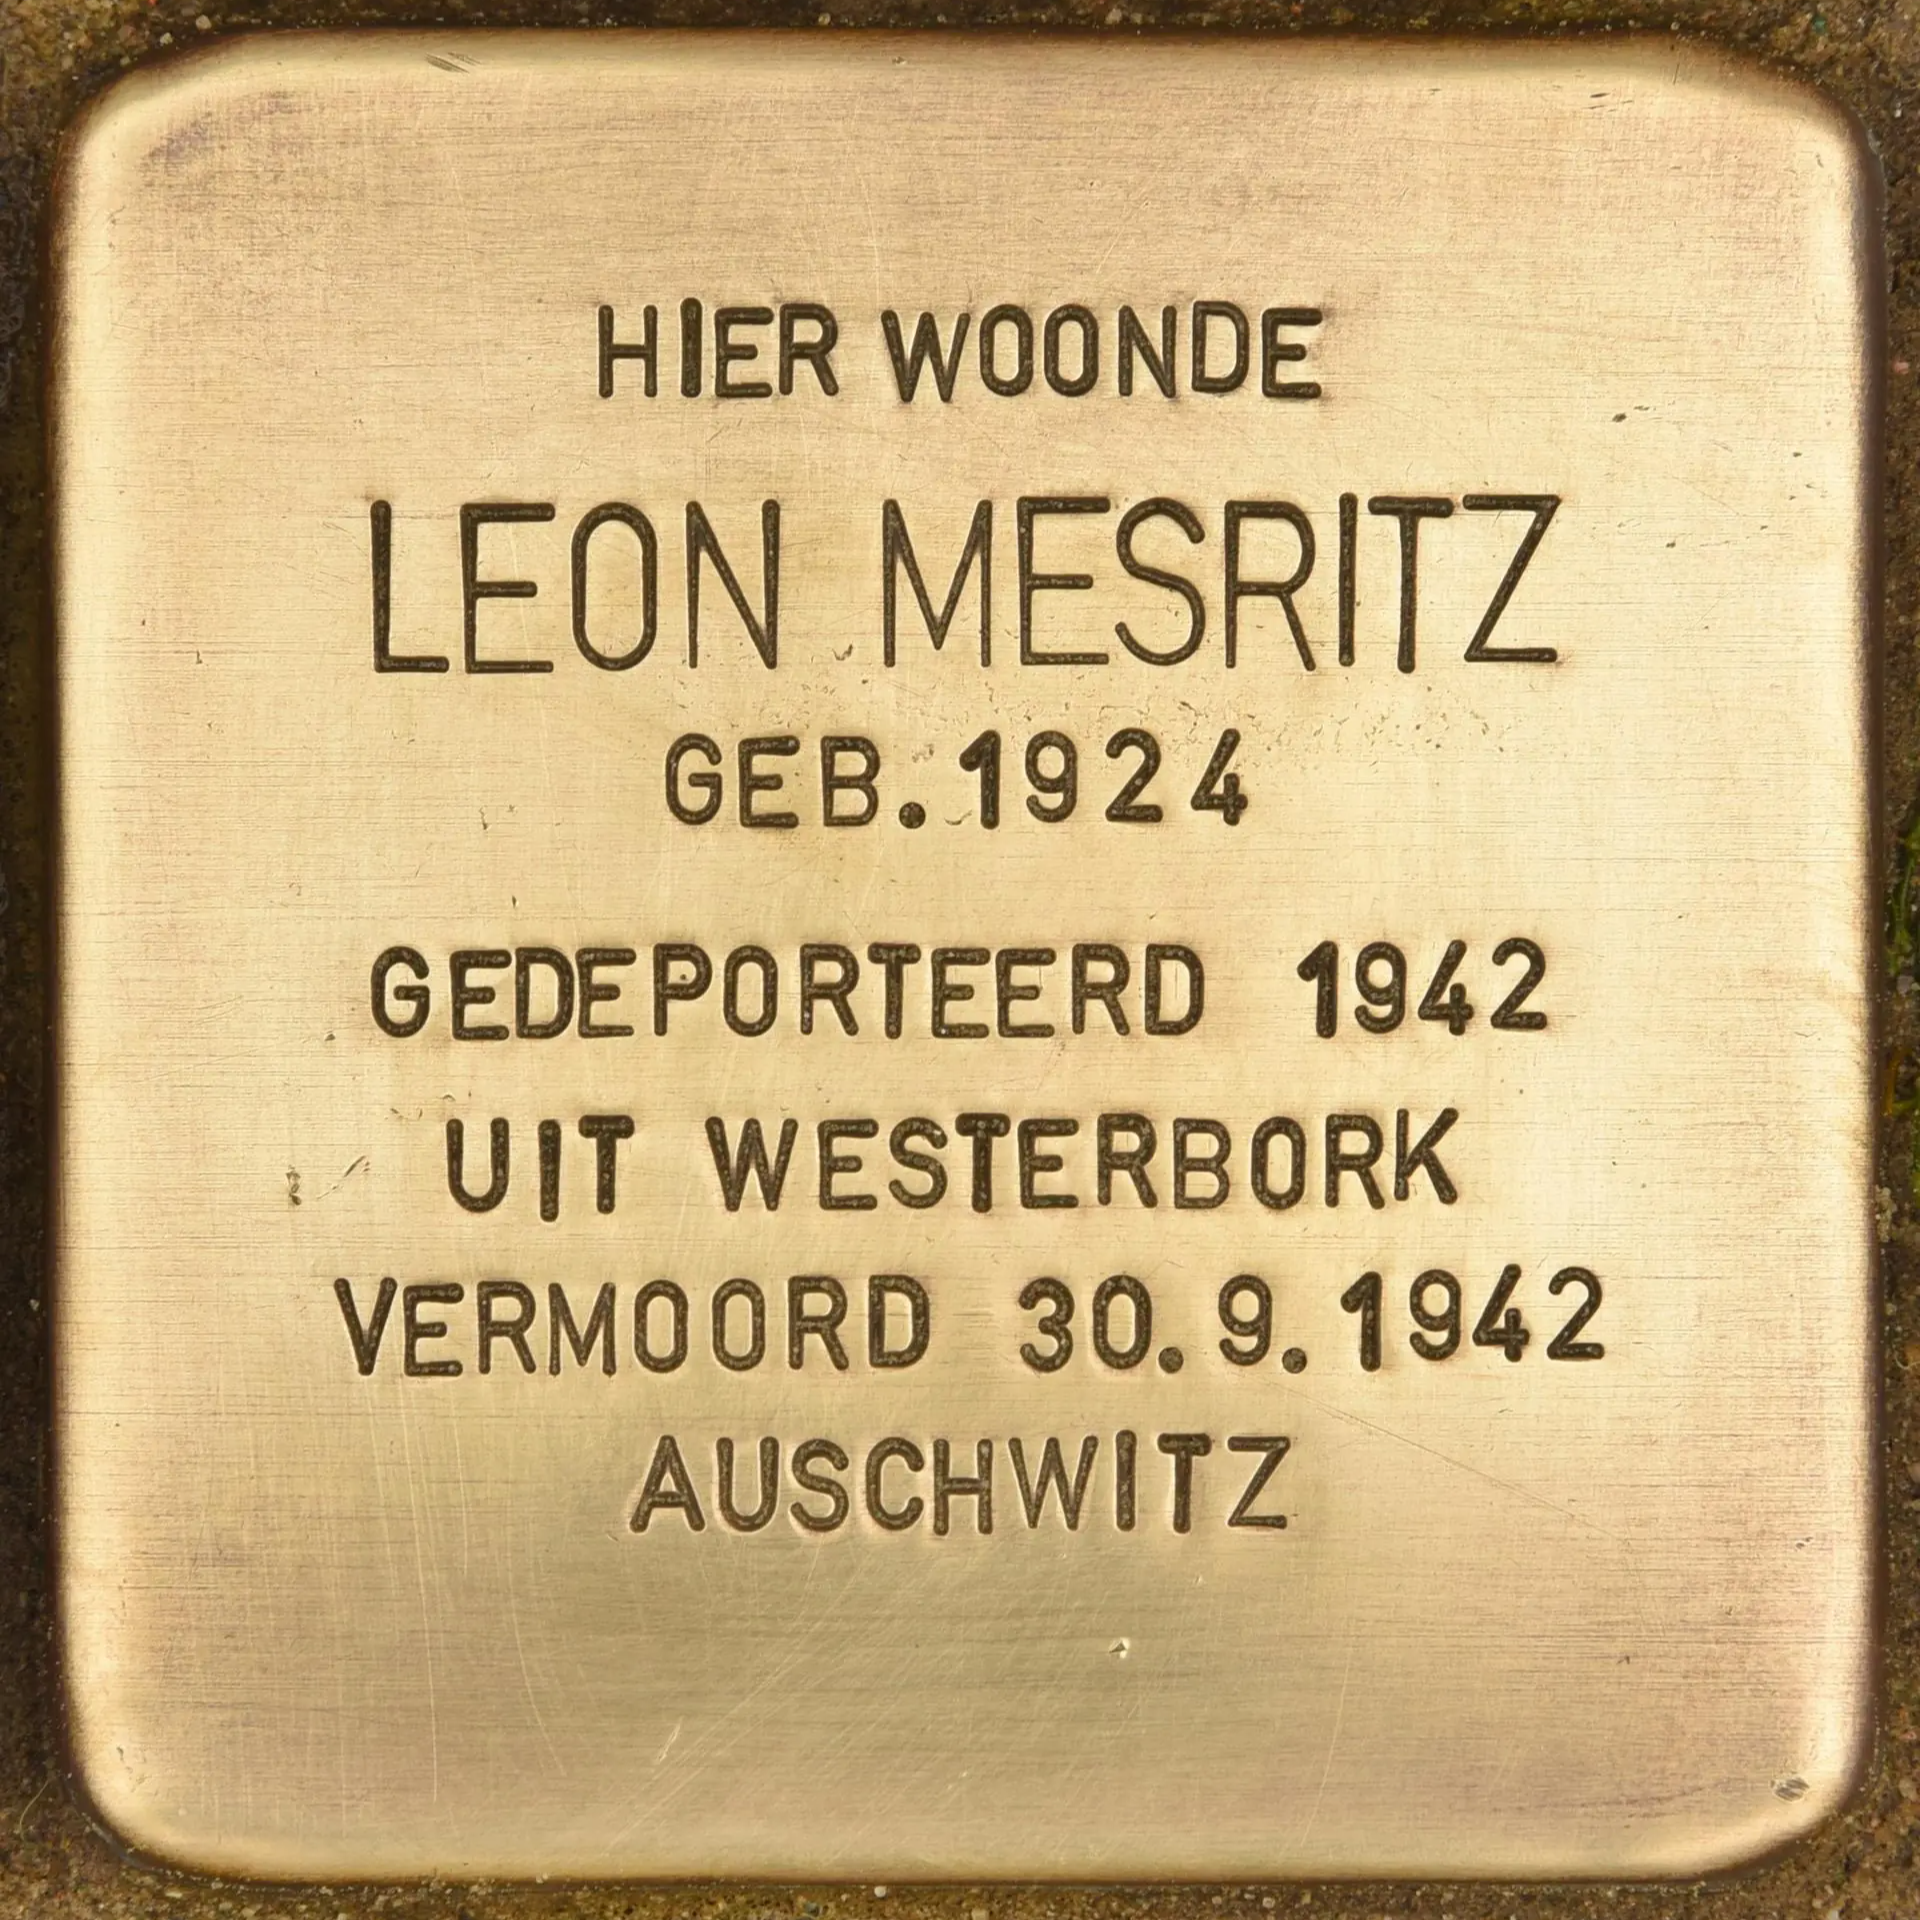 HIER WOONDE
LEON MESRITZ
GEB. 1924
GEDEPORTEERD 1942
UIT WESTERBORK
VERMOORD 30.9.1942
AUSCHWITZ